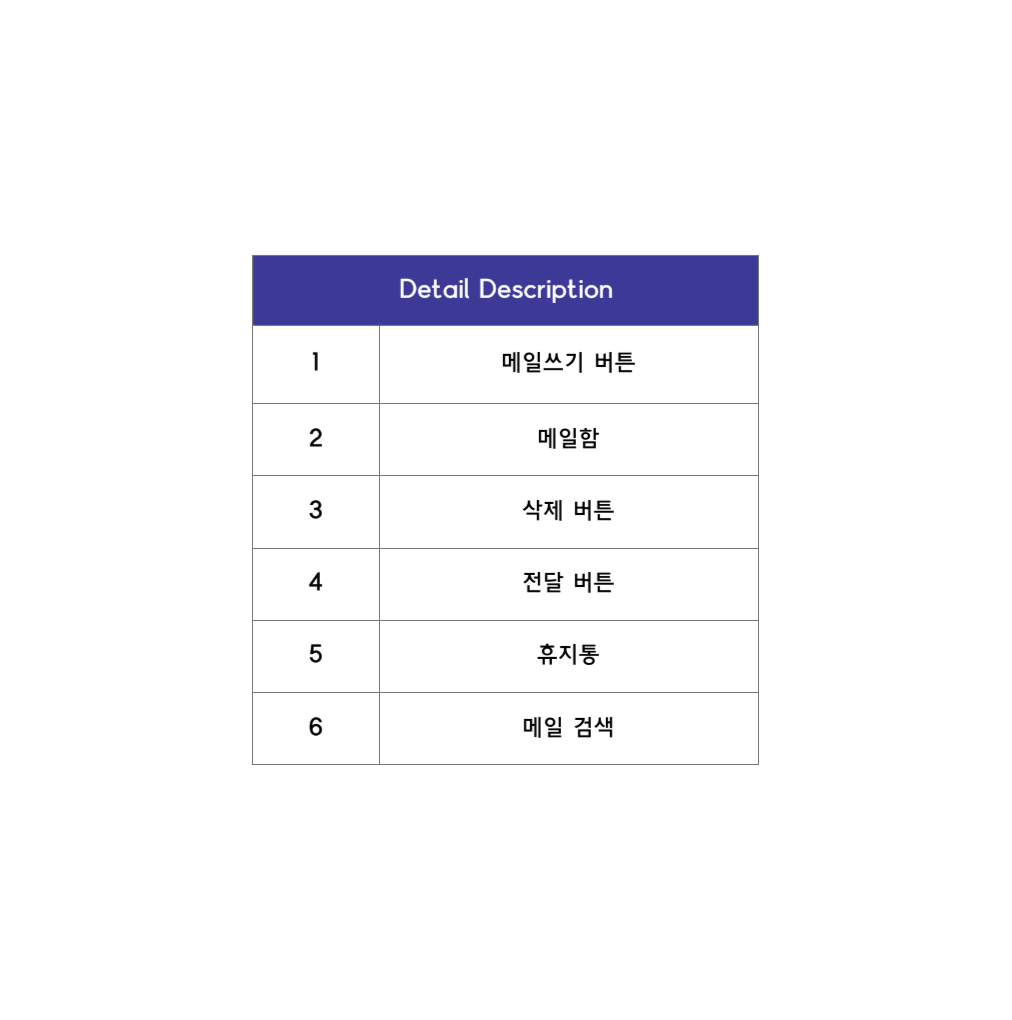 Detail Description
1 메일쓰기 버튼
2 메일함
3 삭제 버튼
4 전달 버튼
5 휴지통
6 메일 검색